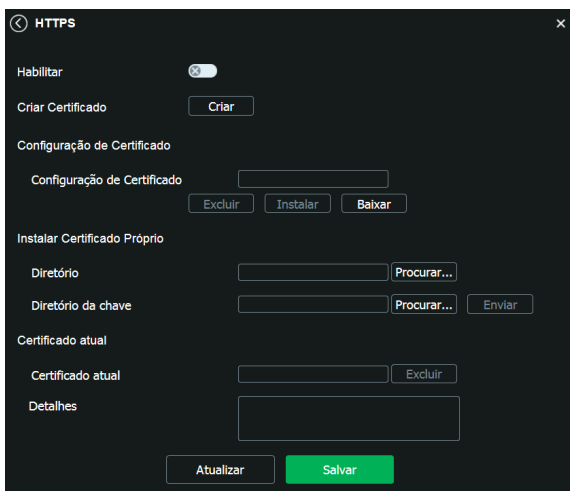 HTTPS
Habilitar
Criar Certificado Criar
Configuração de Certificado
Configuração de Certificado
Excluir Instalar Baixar
Instalar Certificado Próprio
Diretório Procurar...
Diretório da chave Procurar... Enviar
Certificado atual
Certificado atual Excluir
Detalhes
Atualizar Salvar